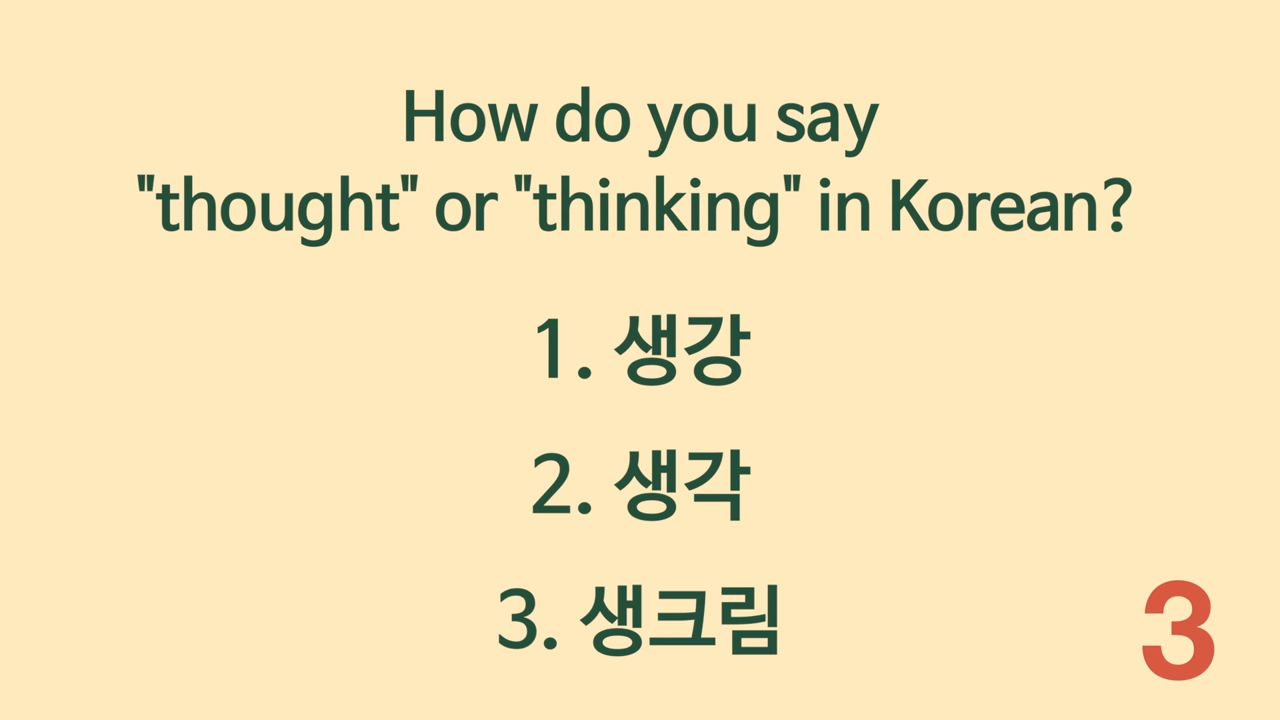 How do you say
"thought" or "thinking" in Korean?
1. 생강
2. 생각
3. 생크림
3